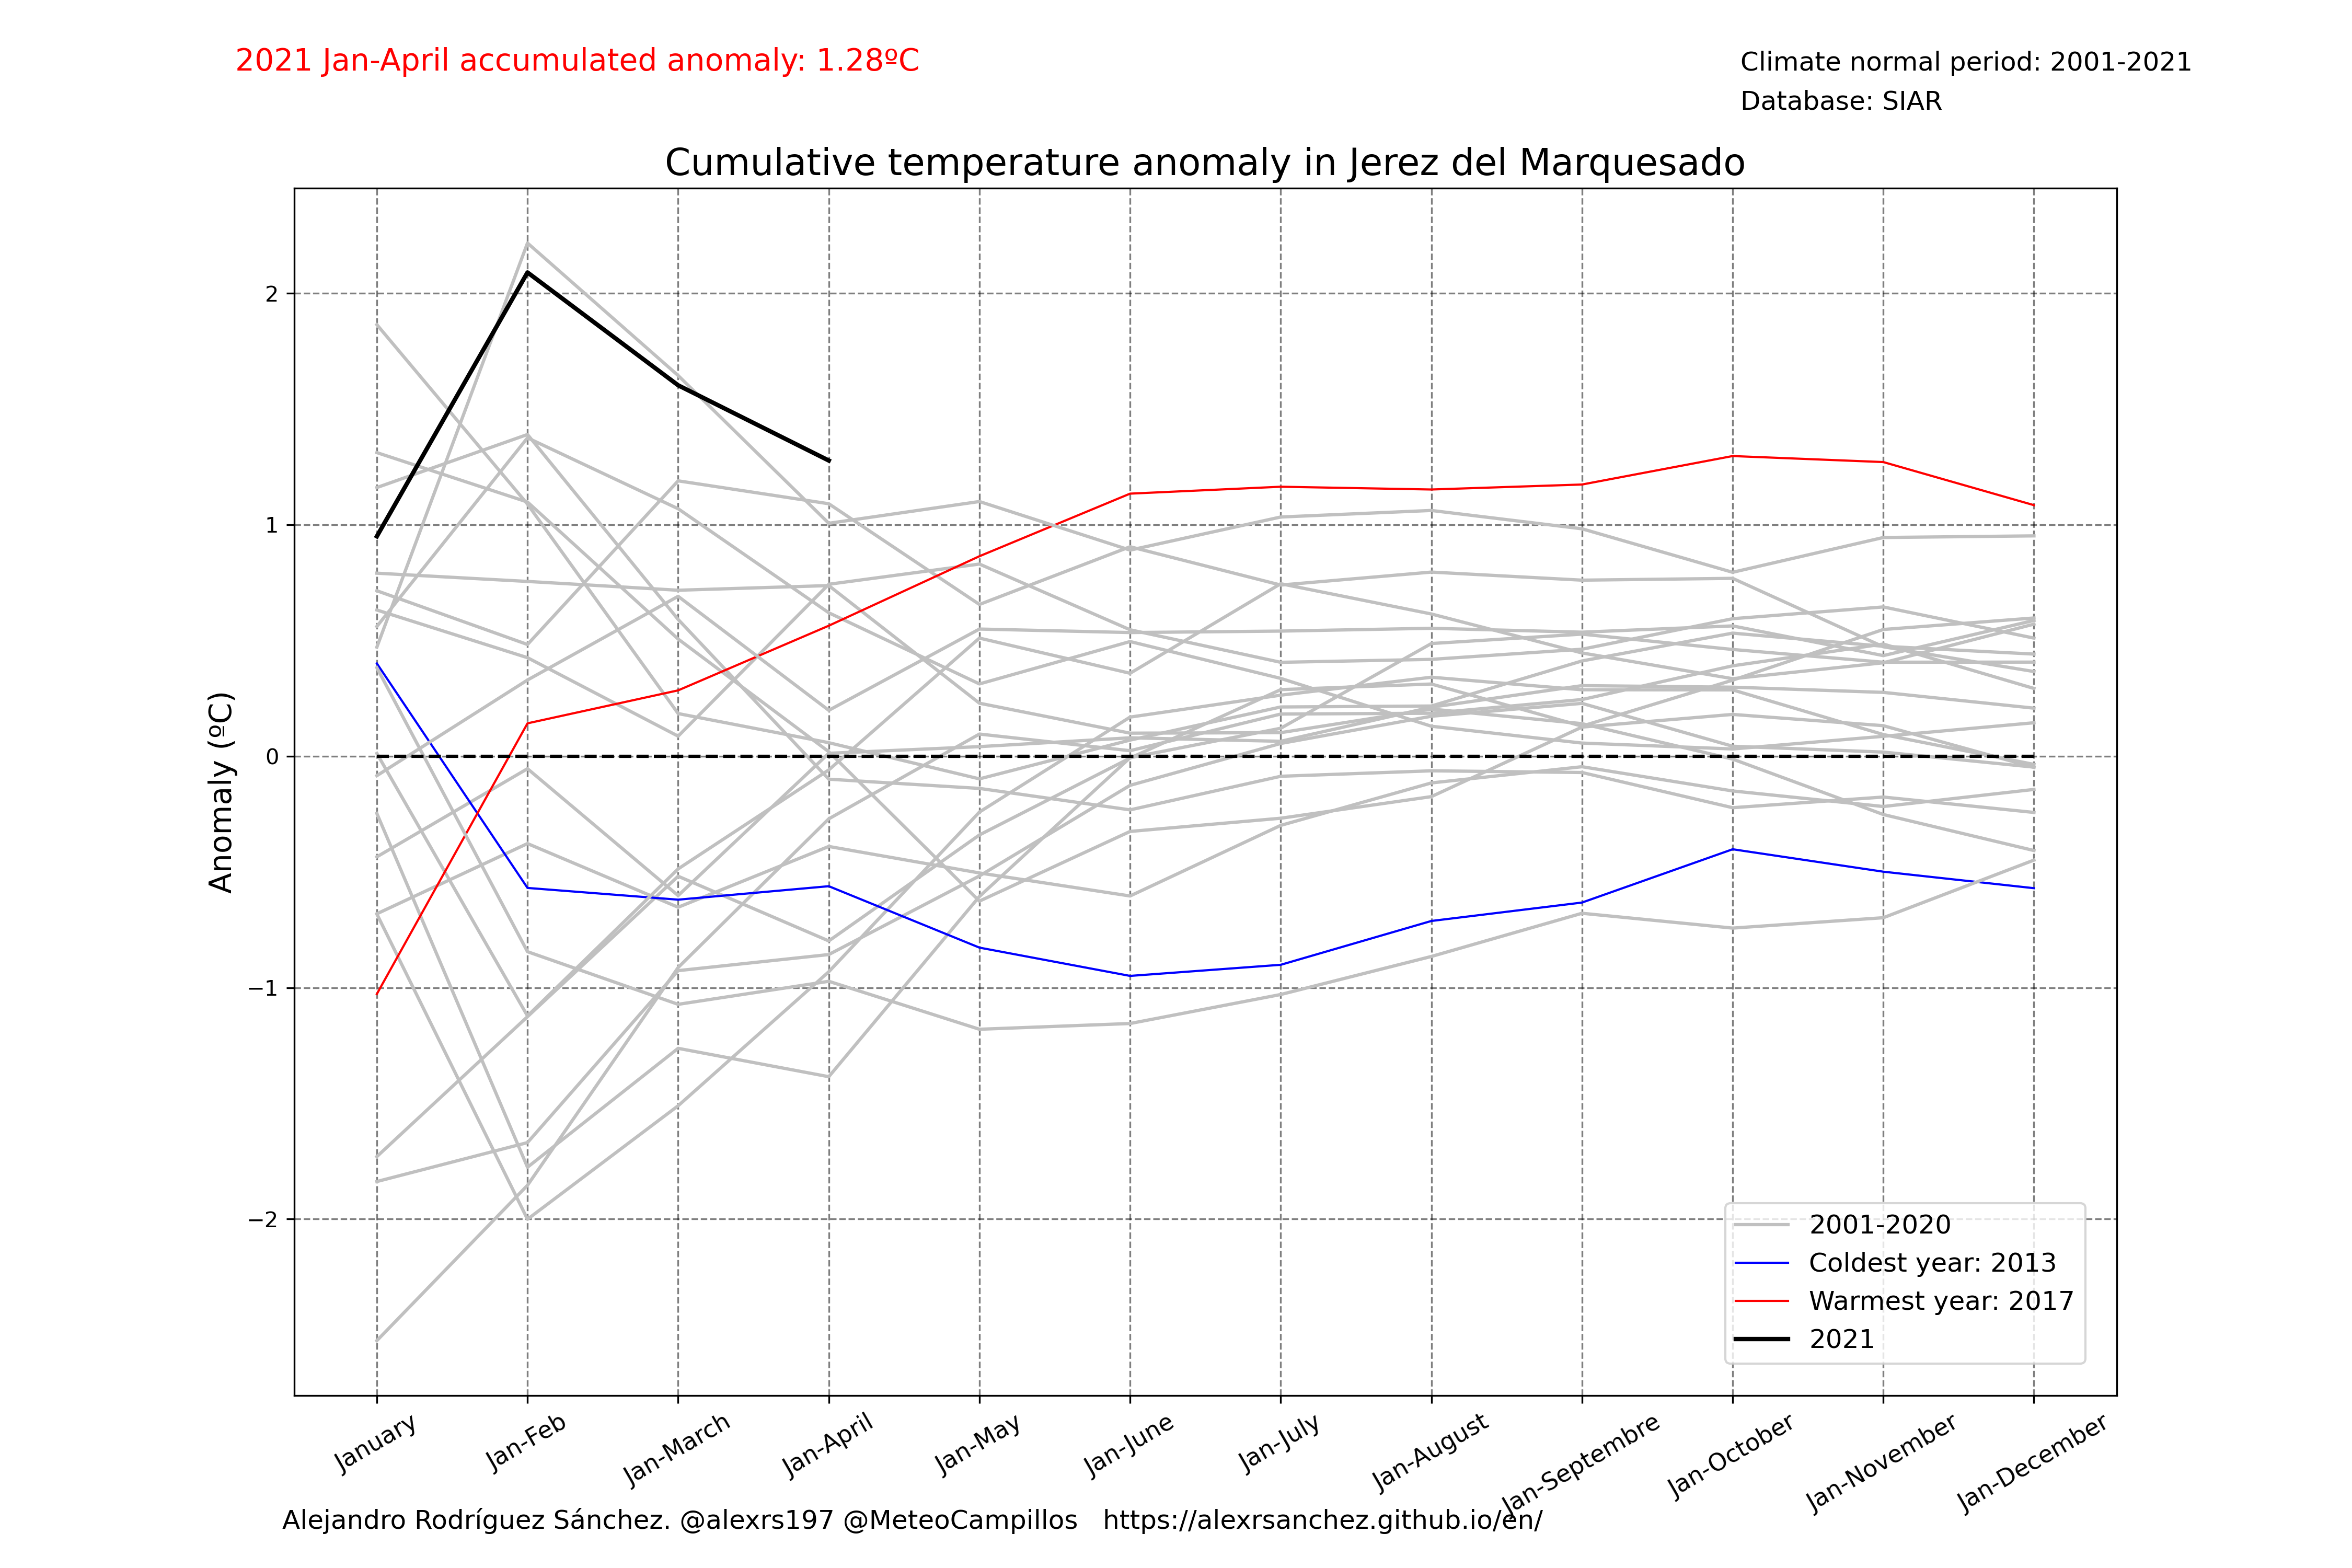 2021 Jan-April accumulated anomaly: 1.28ºC
Climate normal period: 2001-2021
Database: SIAR
Cumulative temperature anomaly in Jerez del Marquesado
Anomaly (ºC)
2
1
0
−1
−2
2001-2020
Coldest year: 2013
Warmest year: 2017
2021
January
Jan-Feb
Jan-March
Jan-April
Jan-May
Jan-June
Jan-July
Jan-August
Jan-Septembre
Jan-October
Jan-November
Jan-December
Alejandro Rodríguez Sánchez. @alexrs197 @MeteoCampillos   https://alexrsanchez.github.io/en/